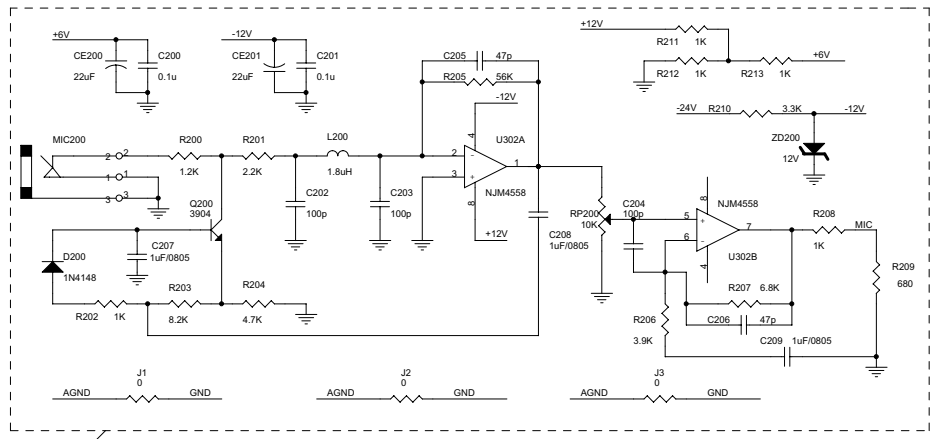 +6V
CE200
22uF
C200
0.1u
-12V
CE201
22uF
C201
0.1u
C205
47p
R205
56K
-12V
4
U302A
2
-
3
+
1
8
NJM4558
+12V
+12V
R211
1K
R212
1K
R213
1K
+6V
-24V
R210
3.3K
-12V
ZD200
12V
MIC200
2
2
1
1
3
3
R200
1.2K
R201
2.2K
L200
1.8uH
C202
100p
C203
100p
Q200
3904
C207
1uF/0805
D200
1N4148
R202
1K
R203
8.2K
R204
4.7K
C208
1uF/0805
RP200
10K
C204
100p
8
NJM4558
5
+
6
-
7
4
U302B
R208
1K
MIC
R209
680
R207
6.8K
C206
47p
R206
3.9K
C209
1uF/0805
J1
0
AGND
GND
J2
0
AGND
GND
J3
0
AGND
GND